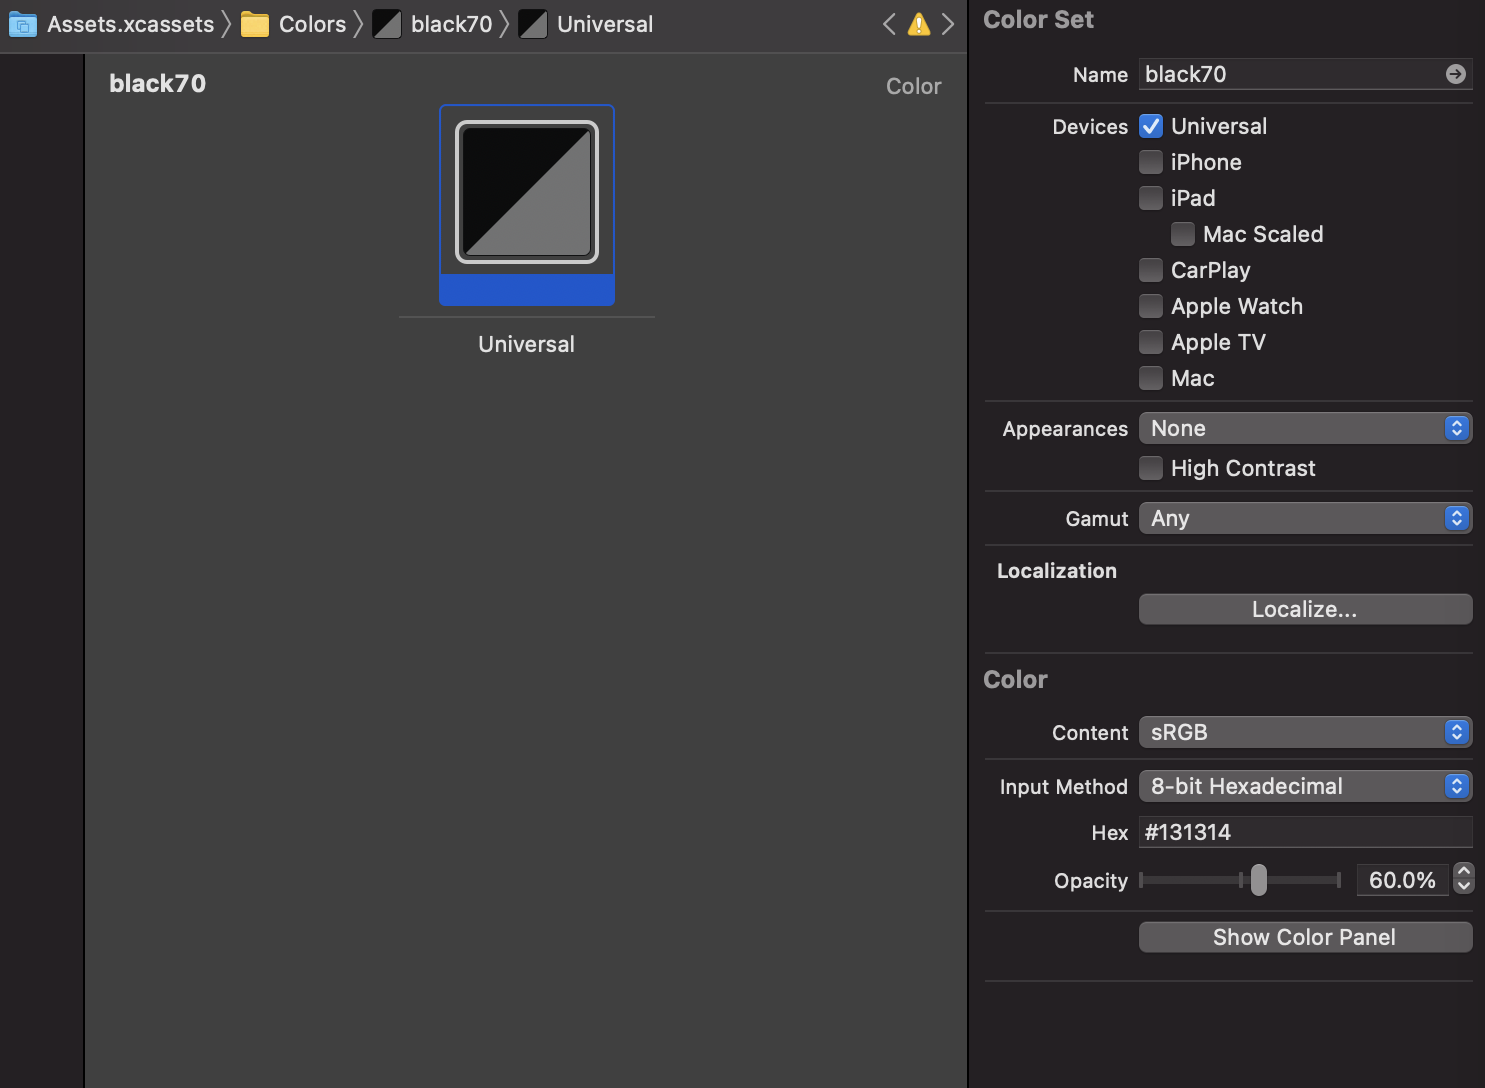 Assets.xcassets Colors black70 Universal
black70
Color
Universal
Color Set
Name black70
Devices Universal
iPhone
iPad
Mac Scaled
CarPlay
Apple Watch
Apple TV
Mac
Appearances None
High Contrast
Gamut Any
Localization
Localize...
Color
Content sRGB
Input Method 8-bit Hexadecimal
Hex #131314
Opacity 60.0%
Show Color Panel